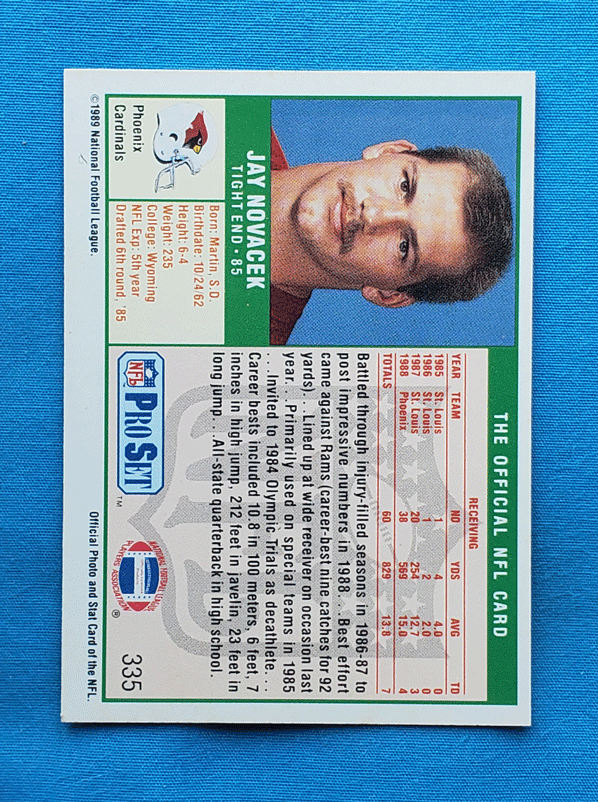 THE OFFICIAL NFL CARD
JAY NOVACEK
TIGHT END • 85
Phoenix
Cardinals
Born: Martin, S.D.
Birthdate: 10/24/62
Height: 6-4
Weight: 235
College: Wyoming
NFL Exp: 5th year
Drafted 6th round, '85
RECEIVING
YEAR TEAM NO YDS AVG TD
1985 St. Louis 1 4 4.0 0
1986 St. Louis 1 2 2.0 0
1987 St. Louis 20 254 12.7 3
1988 Phoenix 38 569 15.0 4
TOTALS 60 829 13.8 7
Battled through injury-filled seasons in 1986-87 to
post impressive numbers in 1988. . .Best effort
came against Rams (career-best nine catches for 92
yards). . .Lined up at wide receiver on occasion last
year. . .Primarily used on special teams in 1985
. . .Invited to 1984 Olympic Trials as decathlete. . .
Career bests included 10.8 in 100 meters, 6 feet, 7
inches in high jump, 212 feet in javelin, 23 feet in
long jump. . .All-state quarterback in high school.
NFL PRO SET ™
NATIONAL FOOTBALL LEAGUE
PLAYERS ASSOCIATION ®
335
©1989 National Football League.
Official Photo and Stat Card of the NFL.